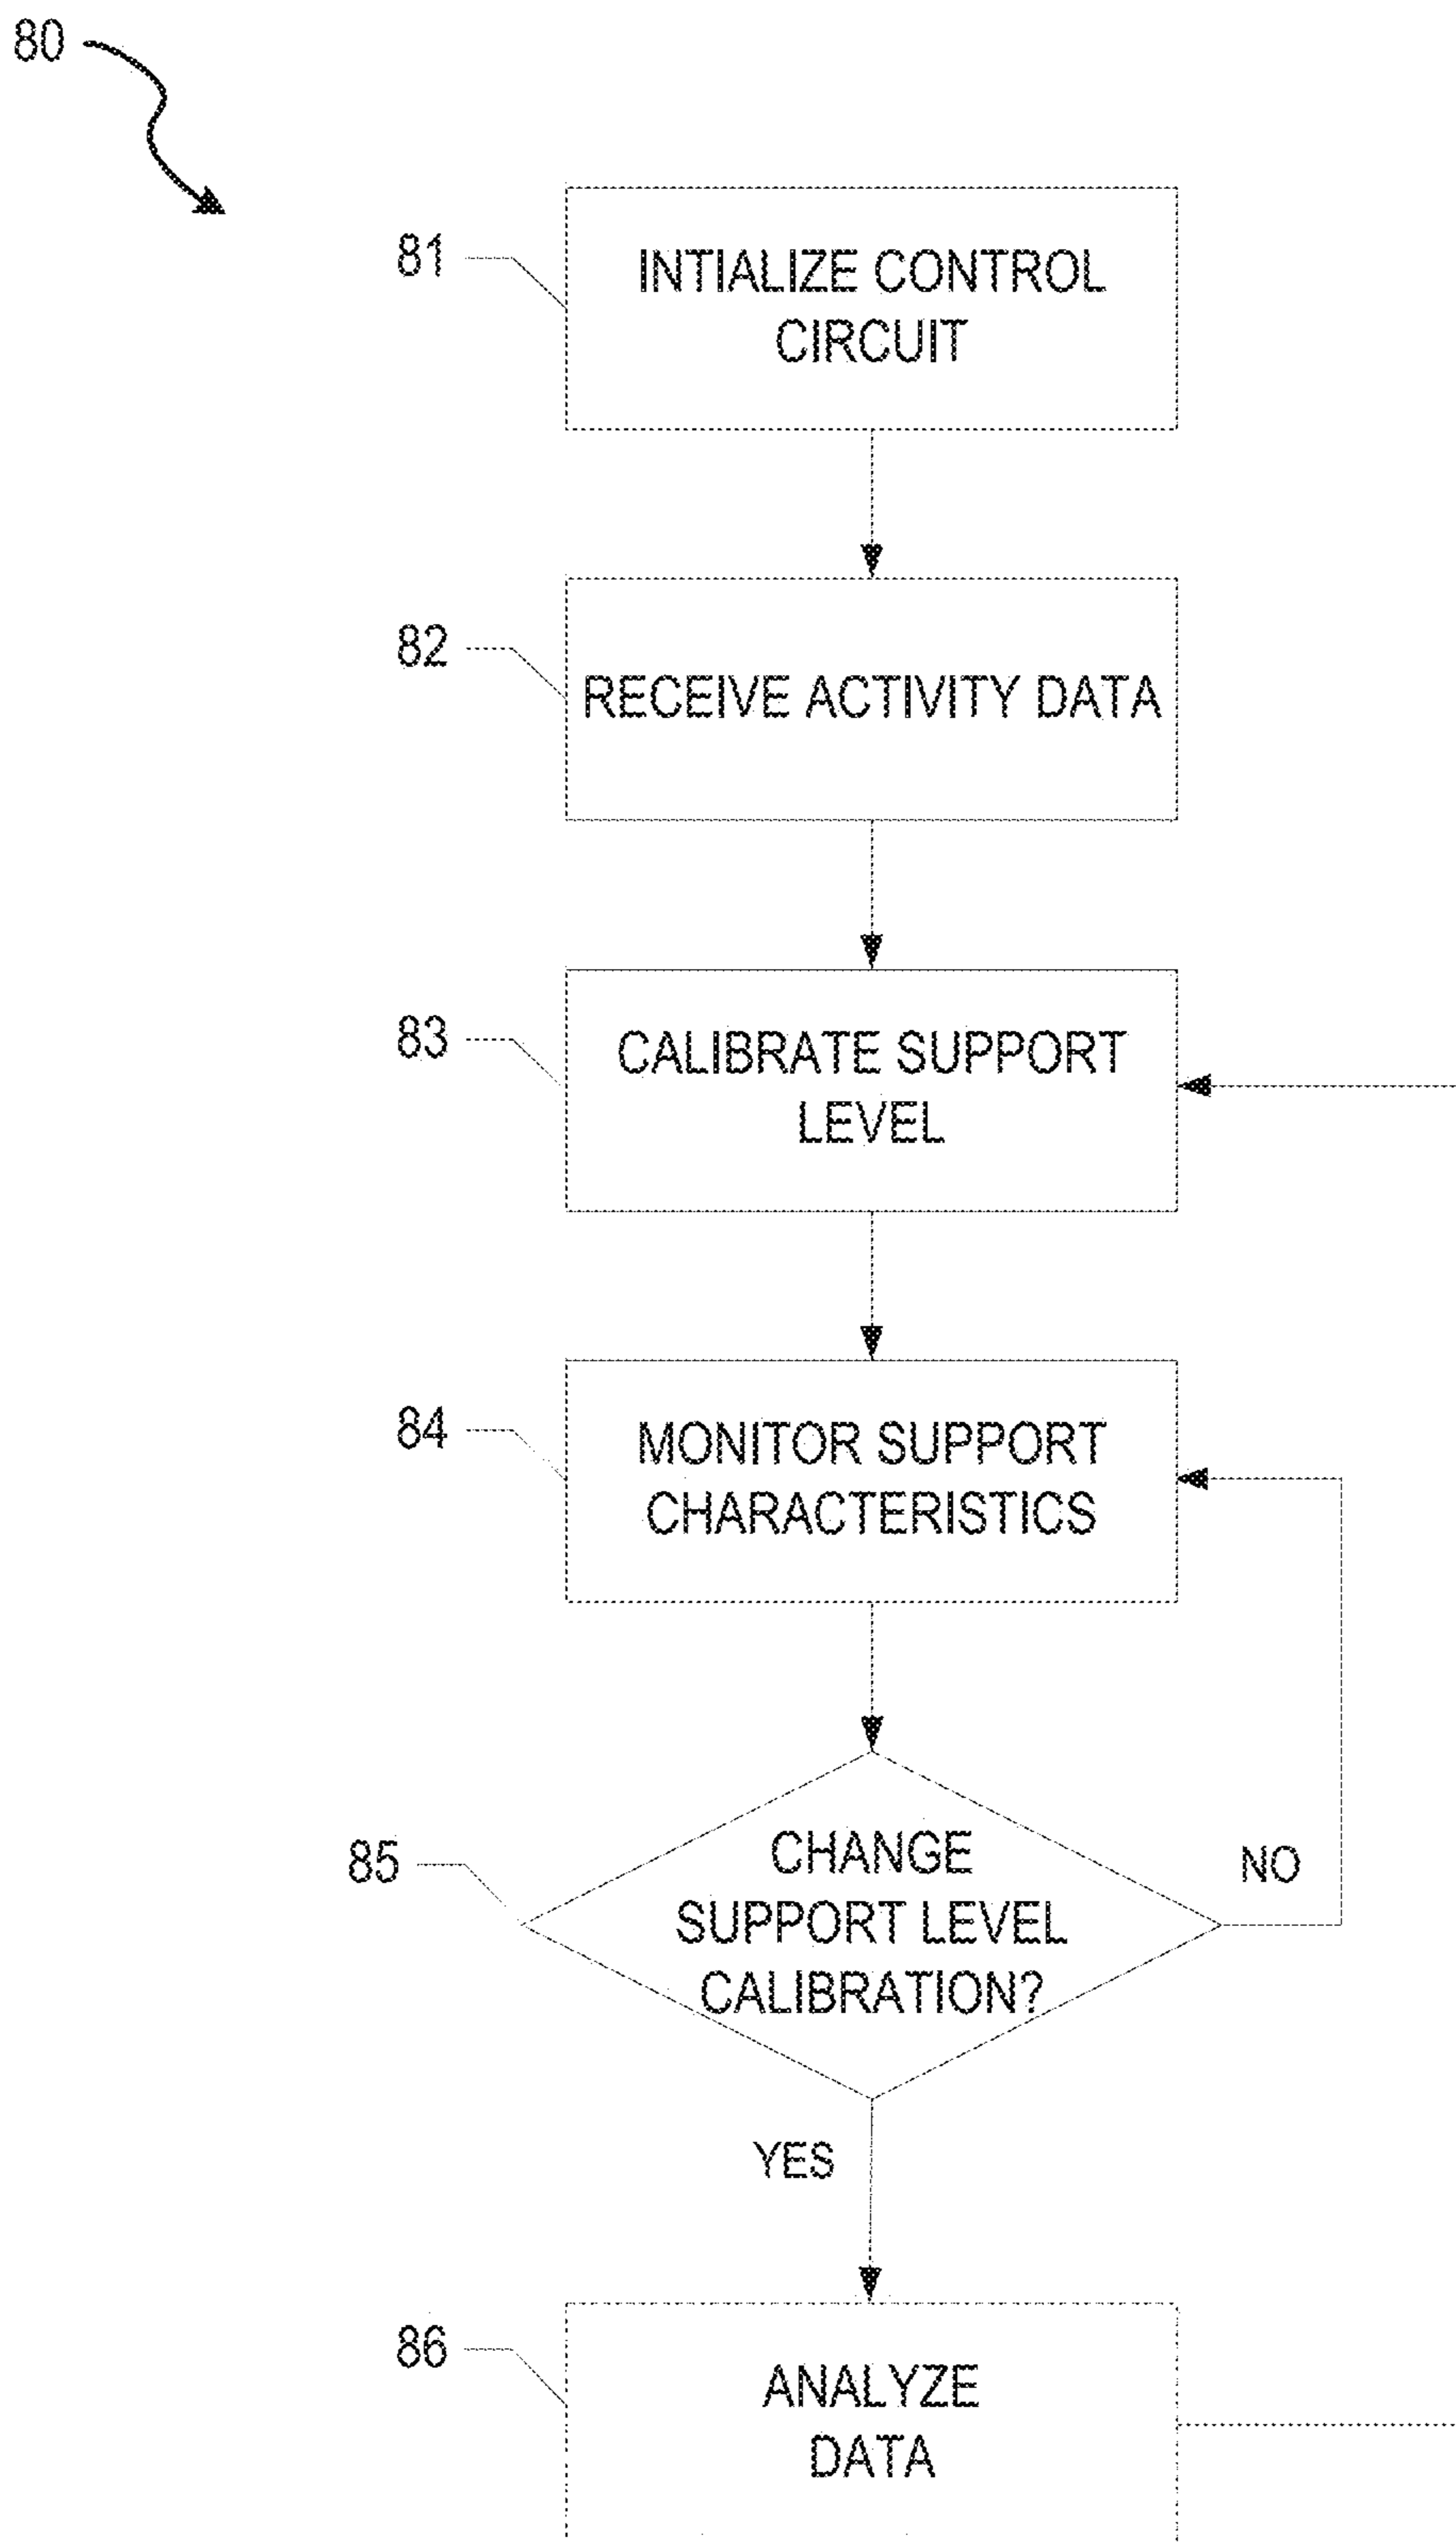 80
81
INTIALIZE CONTROL
CIRCUIT
82
RECEIVE ACTIVITY DATA
83
CALIBRATE SUPPORT
LEVEL
84
MONITOR SUPPORT
CHARACTERISTICS
85
CHANGE
SUPPORT LEVEL
CALIBRATION?
NO
YES
86
ANALYZE
DATA